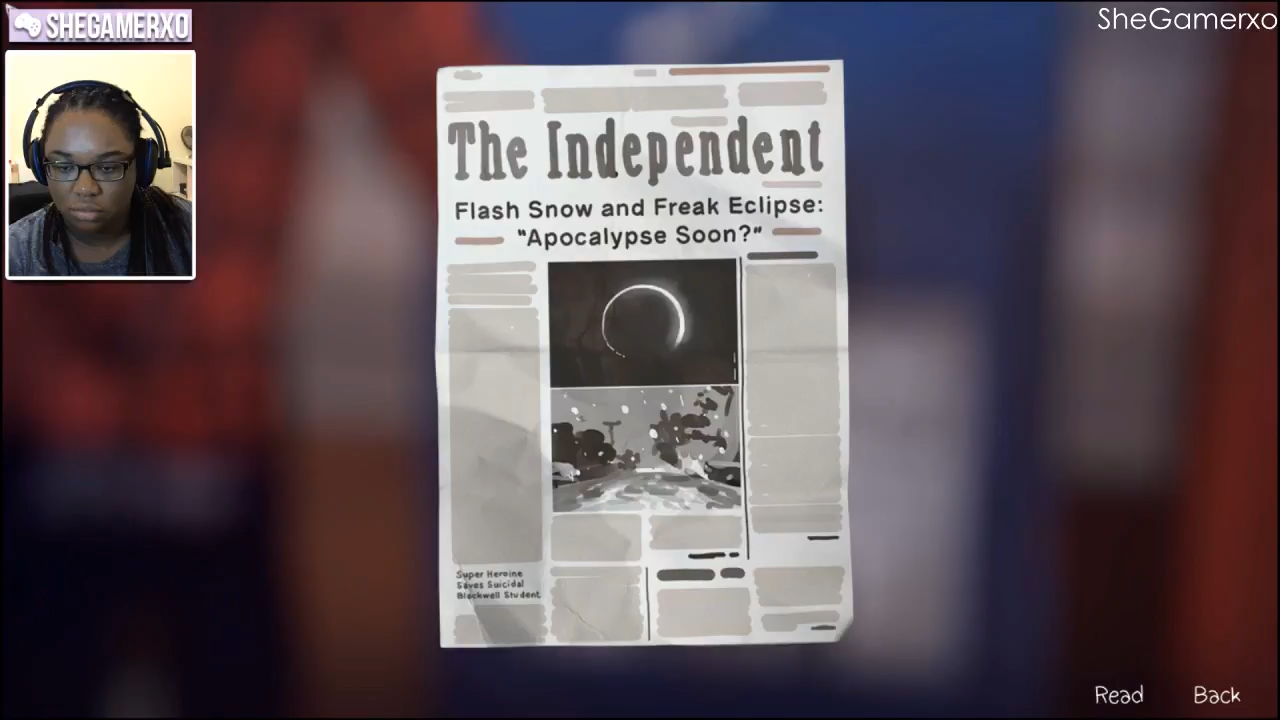 SHEGAMERXO
SheGamerxo
The Independent
Flash Snow and Freak Eclipse:
"Apocalypse Soon?"
Super Heroine
Saves Suicidal
Blackwell Student
Read
Back